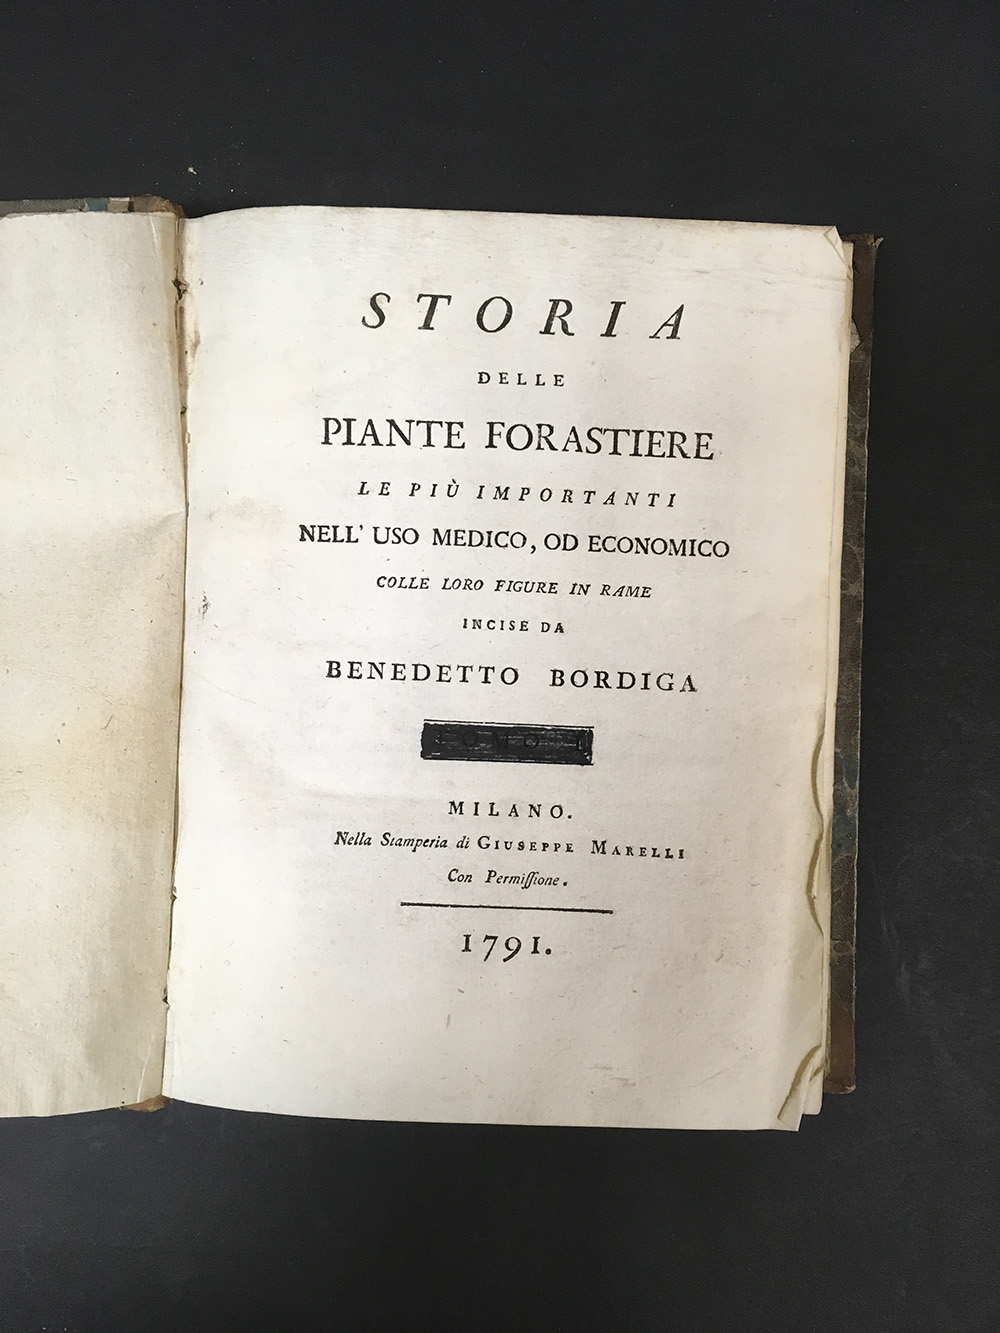 STORIA
DELLE
PIANTE FORASTIERE
LE PIÙ IMPORTANTI
NELL' USO MEDICO, OD ECONOMICO
COLLE LORO FIGURE IN RAME
INCISE DA
BENEDETTO BORDIGA
TOMO I
MILANO.
Nella Stamperia di GIUSEPPE MARELLI
Con Permiſſione.
1791.